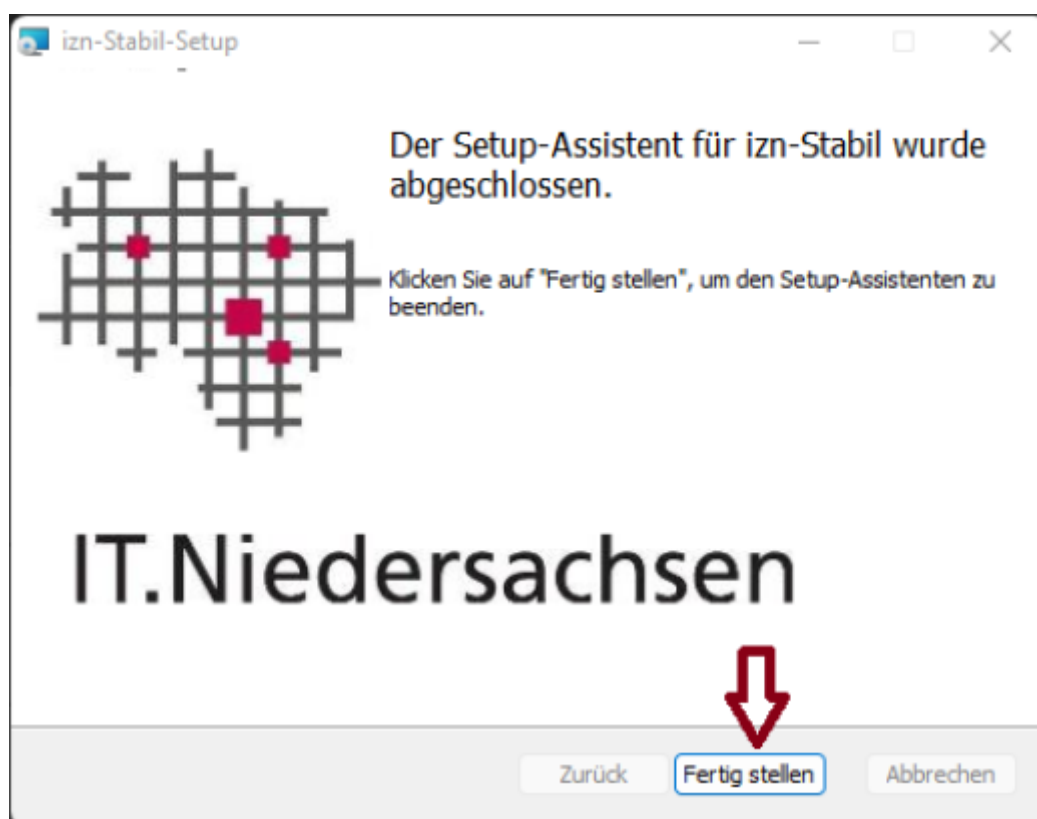 izn-Stabil-Setup
Der Setup-Assistent für izn-Stabil wurde
abgeschlossen.
Klicken Sie auf "Fertig stellen", um den Setup-Assistenten zu
beenden.
IT.Niedersachsen
Zurück
Fertig stellen
Abbrechen